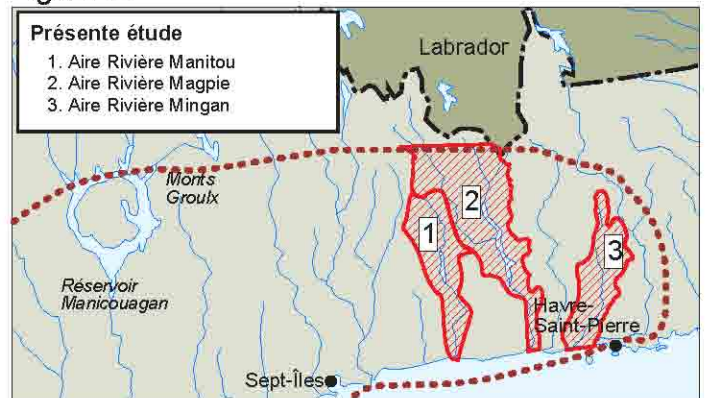 Présente étude
1. Aire Rivière Manitou
2. Aire Rivière Magpie
3. Aire Rivière Mingan
Labrador
Monts
Groulx
2
1
3
Réservoir
Manicouagan
Havre-
Saint-Pierre
Sept-Îles